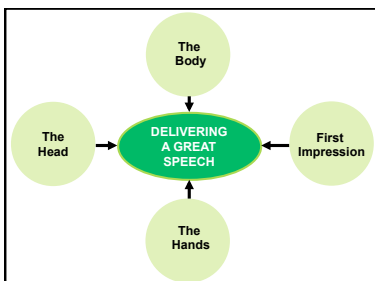 The
Body
The
Head
DELIVERING
A GREAT
SPEECH
First
Impression
The
Hands